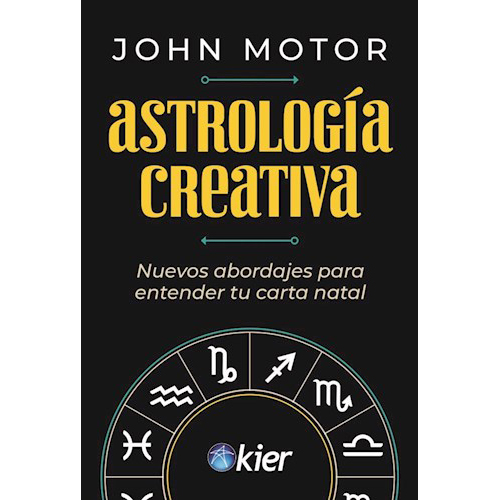 JOHN MOTOR
ASTROLOGÍA
CREATIVA
Nuevos abordajes para
entender tu carta natal
kier